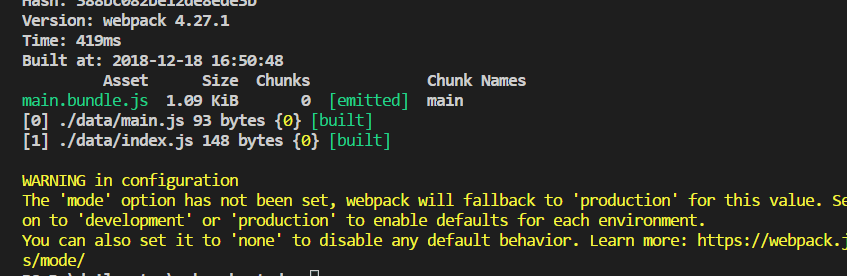 Version: webpack 4.27.1
Time: 419ms
Built at: 2018-12-18 16:50:48
Asset Size Chunks Chunk Names
main.bundle.js 1.09 KiB 0 [emitted] main
[0] ./data/main.js 93 bytes {0} [built]
[1] ./data/index.js 148 bytes {0} [built]
WARNING in configuration
The 'mode' option has not been set, webpack will fallback to 'production' for this value. Se
on to 'development' or 'production' to enable defaults for each environment.
You can also set it to 'none' to disable any default behavior. Learn more: https://webpack.j
s/mode/